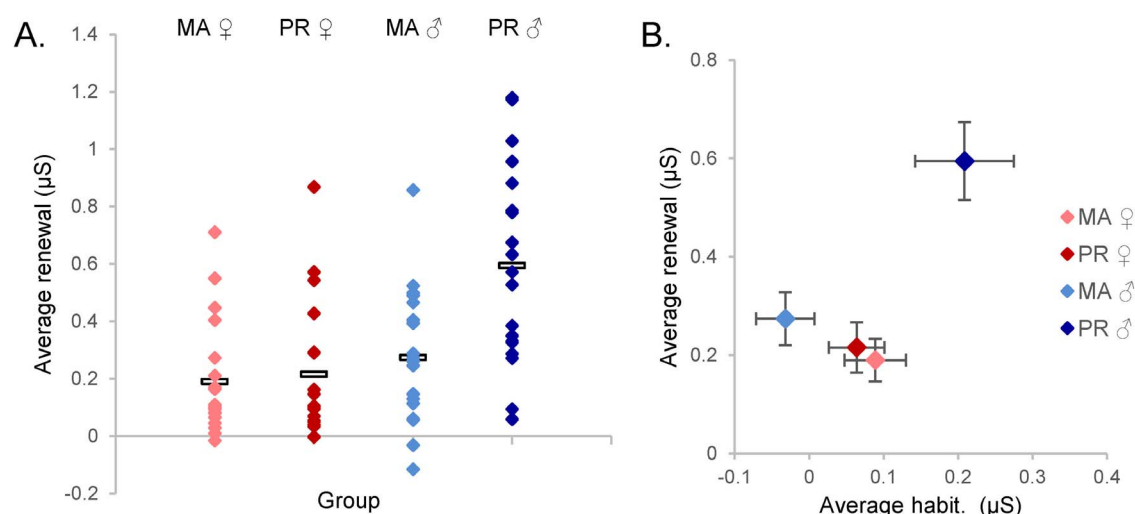 A.
MA ♀ PR ♀ MA ♂ PR ♂
1.4
1.2
1
0.8
0.6
0.4
0.2
0
-0.2
Average renewal (µS)
Group
B.
0.8
0.6
0.4
0.2
0
Average renewal (µS)
-0.1 0 0.1 0.2 0.3 0.4
Average habit. (µS)
MA ♀
PR ♀
MA ♂
PR ♂